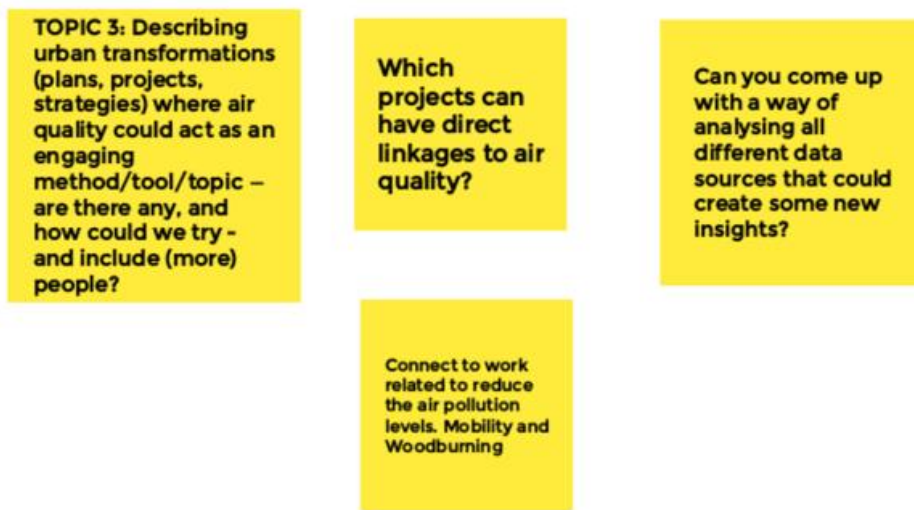 TOPIC 3: Describing
urban transformations
(plans, projects,
strategies) where air
quality could act as an
engaging
method/tool/topic –
are there any, and
how could we try -
and include (more)
people?
Which
projects can
have direct
linkages to air
quality?
Can you come up
with a way of
analysing all
different data
sources that could
create some new
insights?
Connect to work
related to reduce
the air pollution
levels. Mobility and
Woodburning